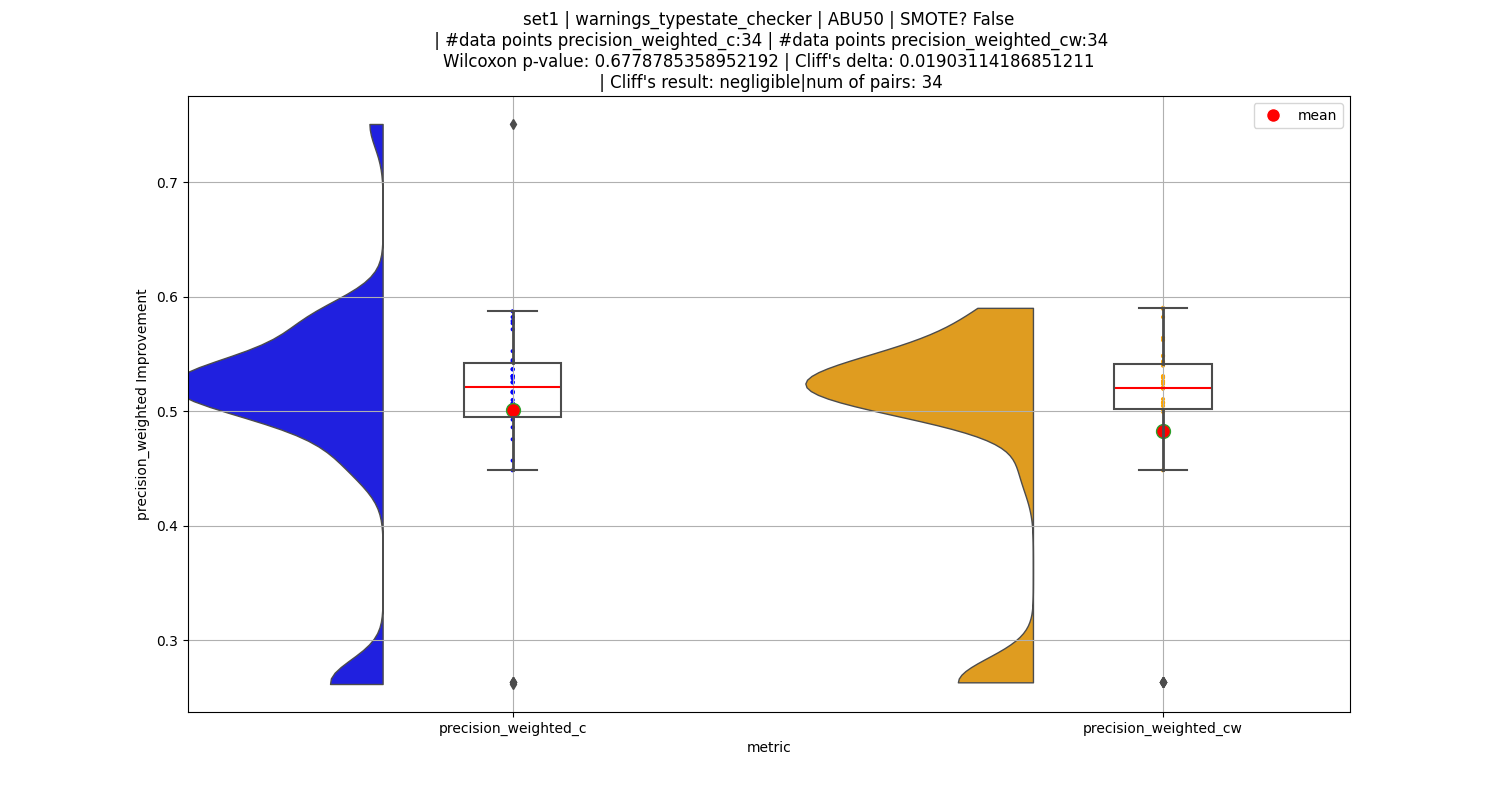 set1 | warnings_typestate_checker | ABU50 | SMOTE? False
| #data points precision_weighted_c:34 | #data points precision_weighted_cw:34
Wilcoxon p-value: 0.6778785358952192 | Cliff's delta: 0.01903114186851211
| Cliff's result: negligible|num of pairs: 34
mean
0.7
0.6
0.5
0.4
0.3
precision_weighted Improvement
precision_weighted_c
precision_weighted_cw
metric